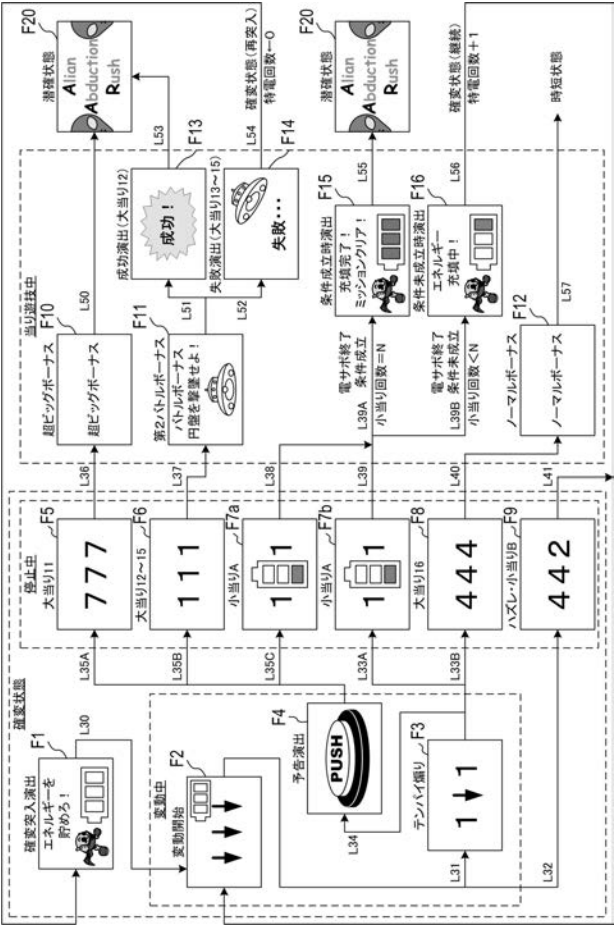 確変状態
確変突入演出
F1
エネルギーを
貯めろ!
L30
変動中
変動開始
F2
予告演出
F4
PUSH
L34
テンパイ煽り
F3
1↓1
L31
L32
L35A
L35B
L35C
L33A
L33B
停止中
大当り11
F5
777
大当り12~15
F6
111
小当りA
F7a
1 1
小当りA
F7b
1 1
大当り16
F8
444
ハズレ・小当りB
F9
442
L36
L37
L38
L39
L40
L41
当り遊技中
超ビッグボーナス
F10
超ビッグボーナス
第2バトルボーナス
F11
バトルボーナス
円盤を撃墜せよ!
電サポ終了
条件成立
L39A
小当り回数=N
電サポ終了
条件未成立
L39B
小当り回数<N
ノーマルボーナス
F12
ノーマルボーナス
L50
L51
L52
成功演出(大当り12)
F13
成功!
失敗演出(大当り13~15)
F14
失敗・・・
条件成立時演出
F15
充填完了!
ミッションクリア!
条件未成立時演出
F16
エネルギー
充填中!
L53
L54
L55
L56
L57
潜確状態
F20
Alian
Abduction
Rush
確変状態(再突入)
特電回数←0
潜確状態
F20
Alian
Abduction
Rush
確変状態(継続)
特電回数+1
時短状態